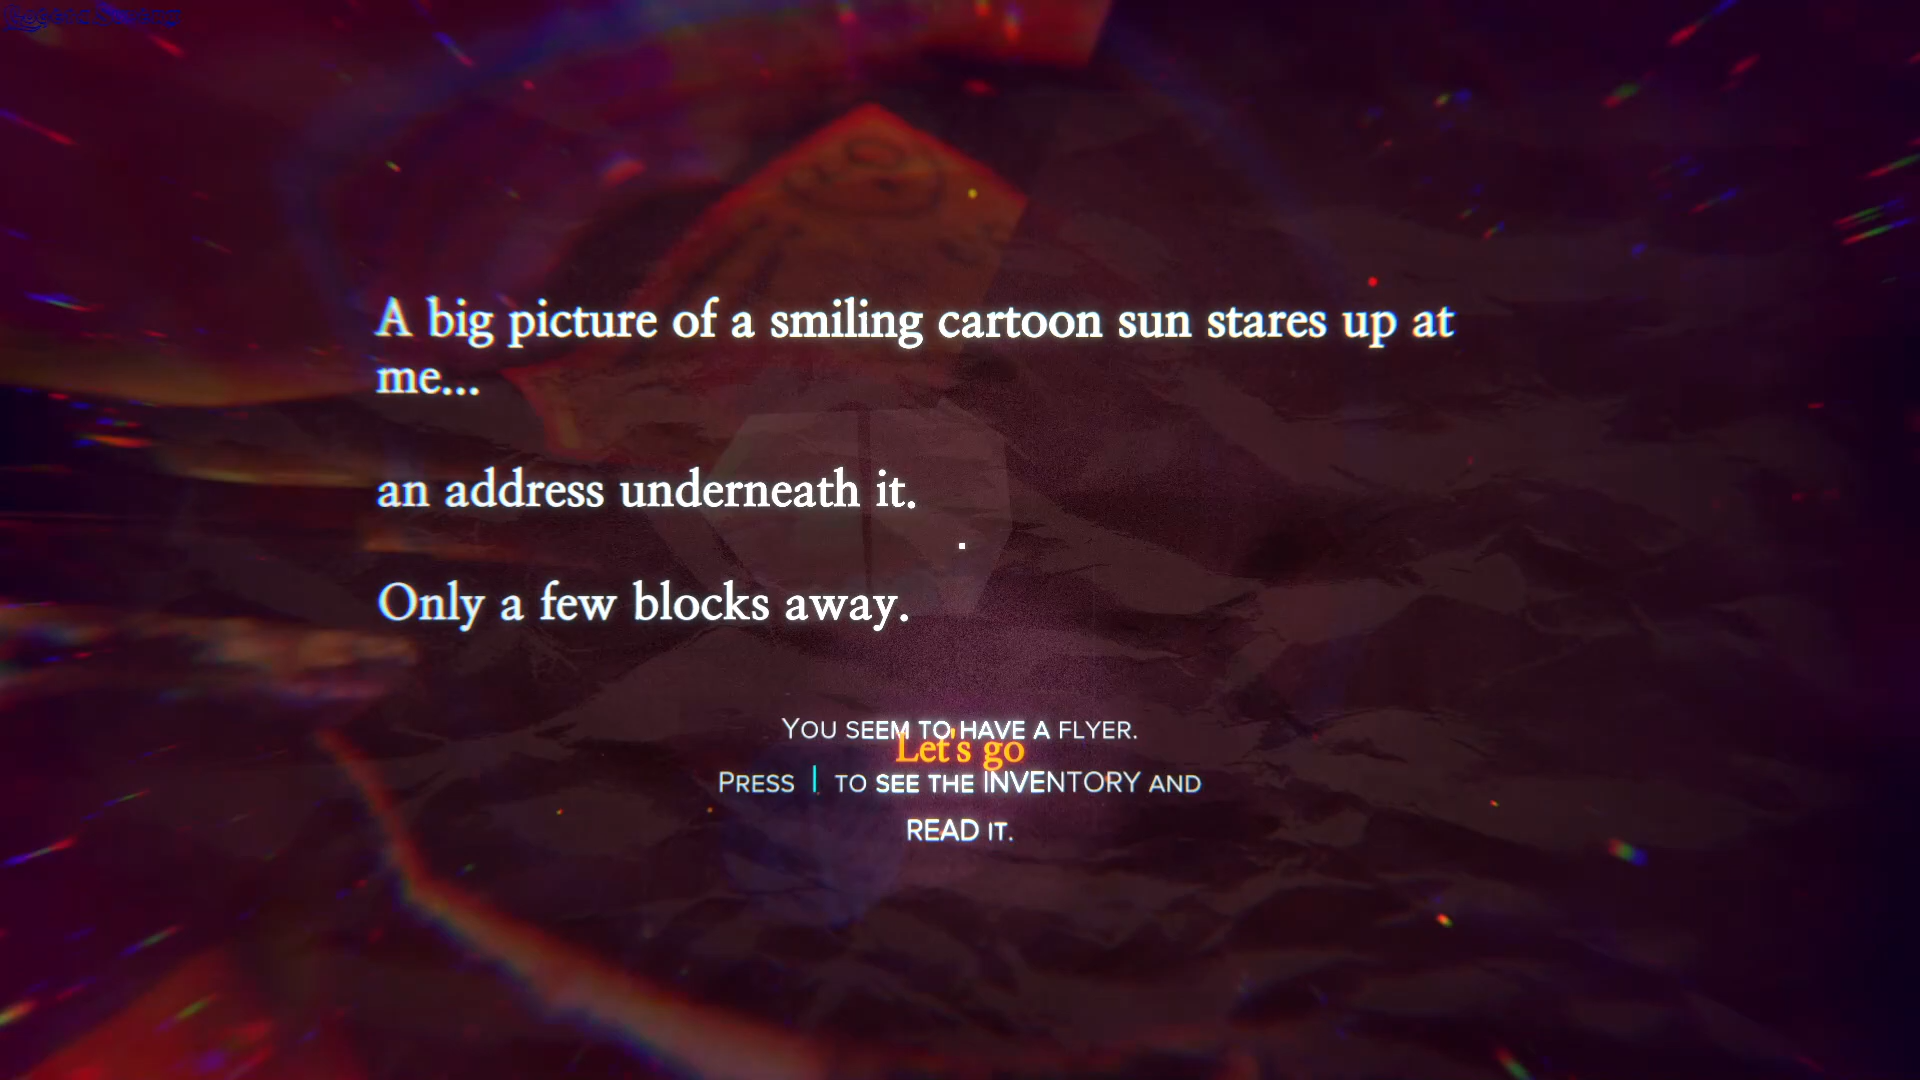 A big picture of a smiling cartoon sun stares up at
me...
an address underneath it.
Only a few blocks away.
You seem to have a flyer.
Let's go
Press I to see the inventory and
read it.